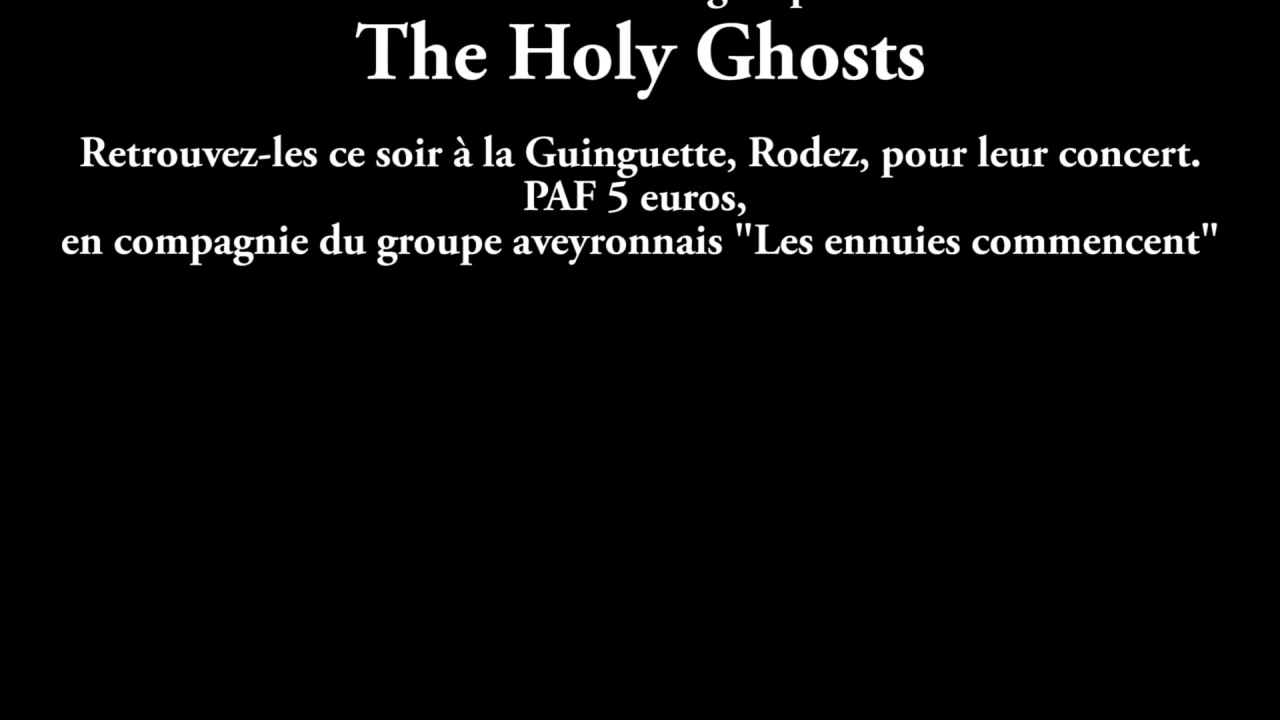 The Holy Ghosts
Retrouvez-les ce soir à la Guinguette, Rodez, pour leur concert.
PAF 5 euros,
en compagnie du groupe aveyronnais "Les ennuies commencent"